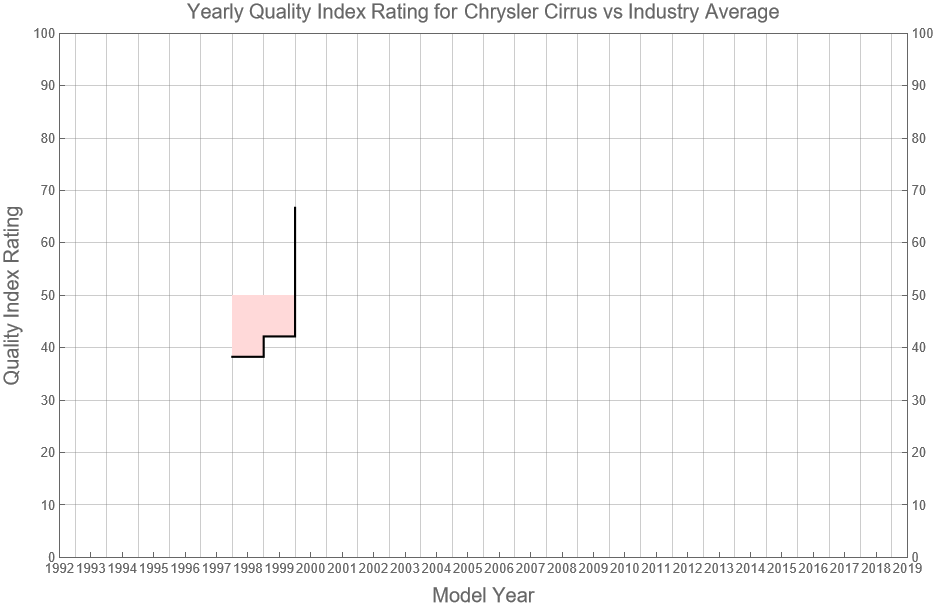 Yearly Quality Index Rating for Chrysler Cirrus vs Industry Average
100 100
90 90
80 80
70 70
60 60
50 50
40 40
30 30
20 20
10 10
0 0
Quality Index Rating
1992 1993 1994 1995 1996 1997 1998 1999 2000 2001 2002 2003 2004 2005 2006 2007 2008 2009 2010 2011 2012 2013 2014 2015 2016 2017 2018 2019
Model Year